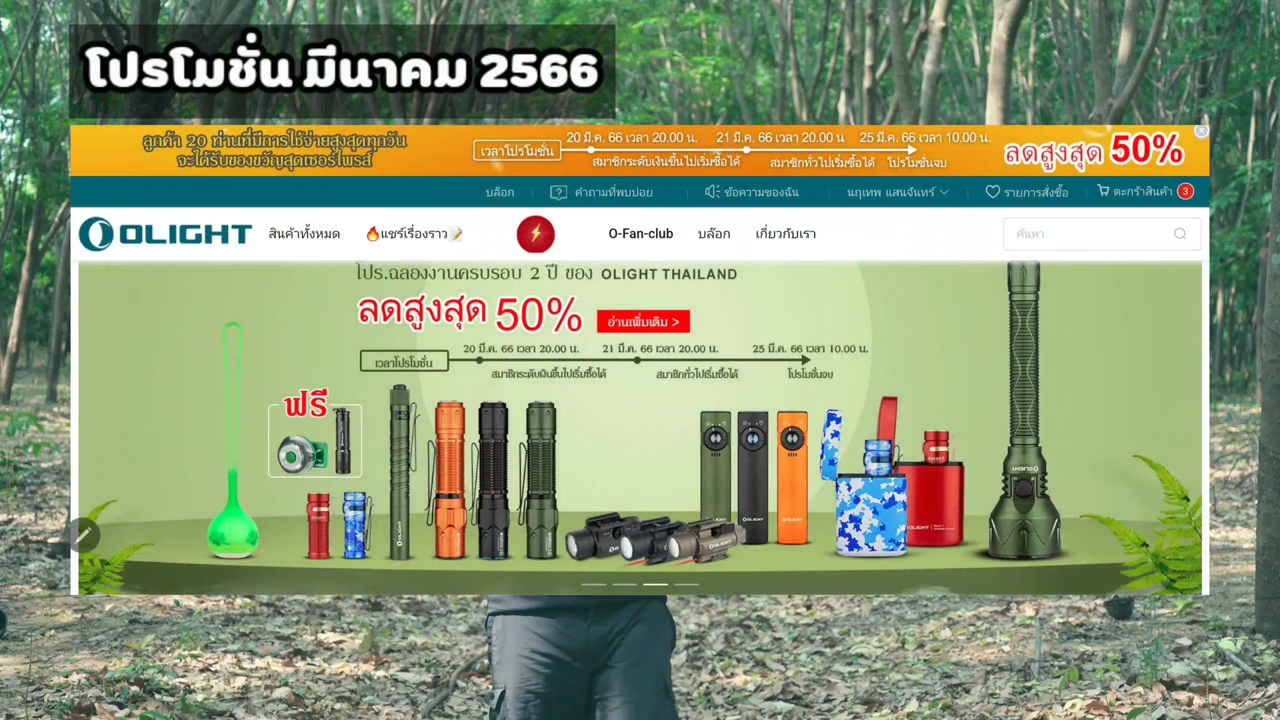 โปรโมชั่น มีนาคม 2566
ลูกค้า 20 ท่านที่มีการใช้จ่ายสูงสุดทุกวัน
จะได้รับของขวัญสุดเซอร์ไพรส์
เวลาโปรโมชั่น
20 มี.ค. 66 เวลา 20.00 น.
21 มี.ค. 66 เวลา 20.00 น
25 มี.ค. 66 เวลา 10.00 น.
สมาชิกระดับเงินขึ้นไปเริ่มซื้อได้
สมาชิกทั่วไปเริ่มซื้อได้
โปรโมชั่นจบ
ลดสูงสุด 50%
บล๊อก
คำถามที่พบบ่อย
ข้อความของฉัน
นฤเทพ แสนจันทร์
รายการสั่งซื้อ
ตะกร้าสินค้า 3
OLIGHT
สินค้าทั้งหมด
แชร์เรื่องราว
O-Fan-club
บล๊อก
เกี่ยวกับเรา
ค้นหา
โปร.ฉลองงานครบรอบ 2 ปี ของ OLIGHT THAILAND
ลดสูงสุด 50%
อ่านเพิ่มเติม >
เวลาโปรโมชั่น
20 มี.ค. 66 เวลา 20.00 น.
21 มี.ค. 66 เวลา 20.00 น.
25 มี.ค. 66 เวลา 10.00 น.
สมาชิกระดับเงินขึ้นไปเริ่มซื้อได้
สมาชิกทั่วไปเริ่มซื้อได้
โปรโมชั่นจบ
ฟรี
OLIGHT
OLIGHT
OLIGHT
OLIGHT
OLIGHT
OLIGHT